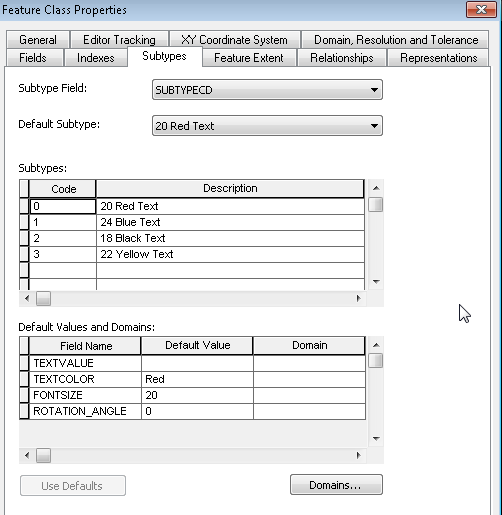 Feature Class Properties
General Editor Tracking XY Coordinate System Domain, Resolution and Tolerance
Fields Indexes Subtypes Feature Extent Relationships Representations
Subtype Field: SUBTYPECD
Default Subtype: 20 Red Text
Subtypes:
Code Description
0 20 Red Text
1 24 Blue Text
2 18 Black Text
3 22 Yellow Text
Default Values and Domains:
Field Name Default Value Domain
TEXTVALUE
TEXTCOLOR Red
FONTSIZE 20
ROTATION_ANGLE 0
Use Defaults Domains...